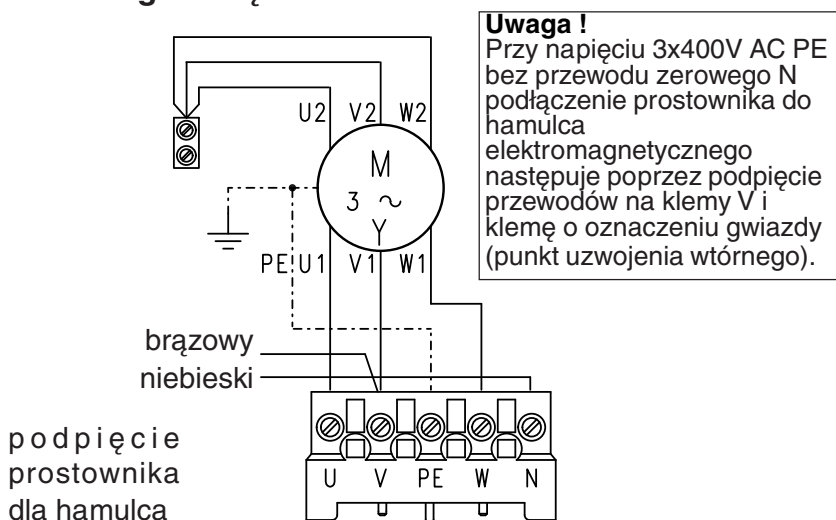 Uwaga !
Przy napięciu 3x400V AC PE
bez przewodu zerowego N
podłączenie prostownika do
hamulca
elektromagnetycznego
następuje poprzez podpięcie
przewodów na klemy V i
klemę o oznaczeniu gwiazdy
(punkt uzwojenia wtórnego).
U2 V2 W2
M
3 ~
Y
PE U1 V1 W1
brązowy
niebieski
podpięcie
prostownika
dla hamulca
U V PE W N